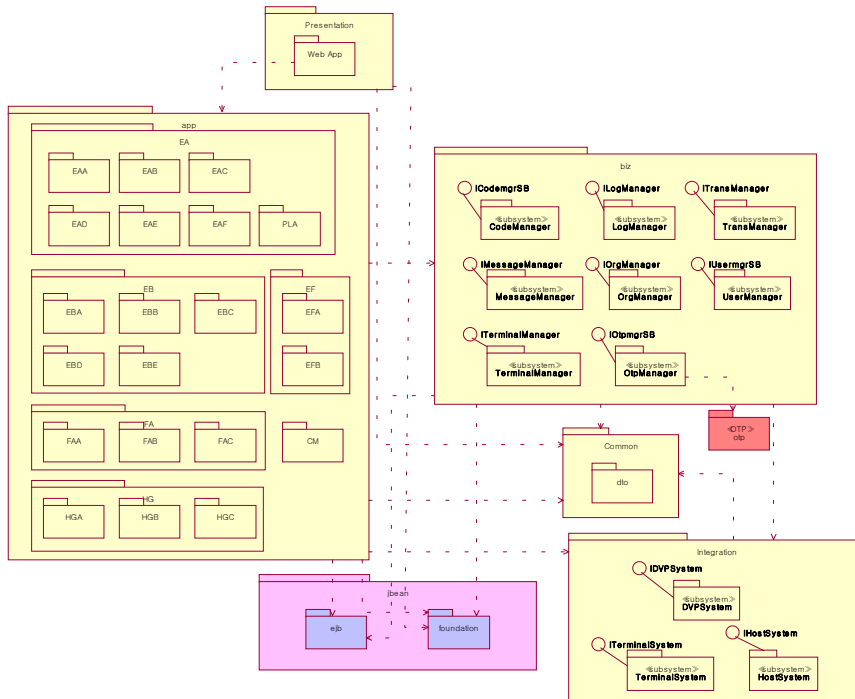 Presentation
Web App
app
EA
EAA
EAB
EAC
EAD
EAE
EAF
PLA
EB
EBA
EBB
EBC
EBD
EBE
EF
EFA
EFB
FA
FAA
FAB
FAC
CM
HG
HGA
HGB
HGC
biz
ICodemgrSB
≪subsystem≫
CodeManager
ILogManager
≪subsystem≫
LogManager
ITransManager
≪subsystem≫
TransManager
IMessageManager
≪subsystem≫
MessageManager
IOrgManager
≪subsystem≫
OrgManager
IUsermgrSB
≪subsystem≫
UserManager
ITerminalManager
≪subsystem≫
TerminalManager
IOtpmgrSB
≪subsystem≫
OtpManager
≪OTP≫
otp
Common
dto
jbean
ejb
foundation
Integration
IDVPSystem
≪subsystem≫
DVPSystem
ITerminalSystem
≪subsystem≫
TerminalSystem
IHostSystem
≪subsystem≫
HostSystem